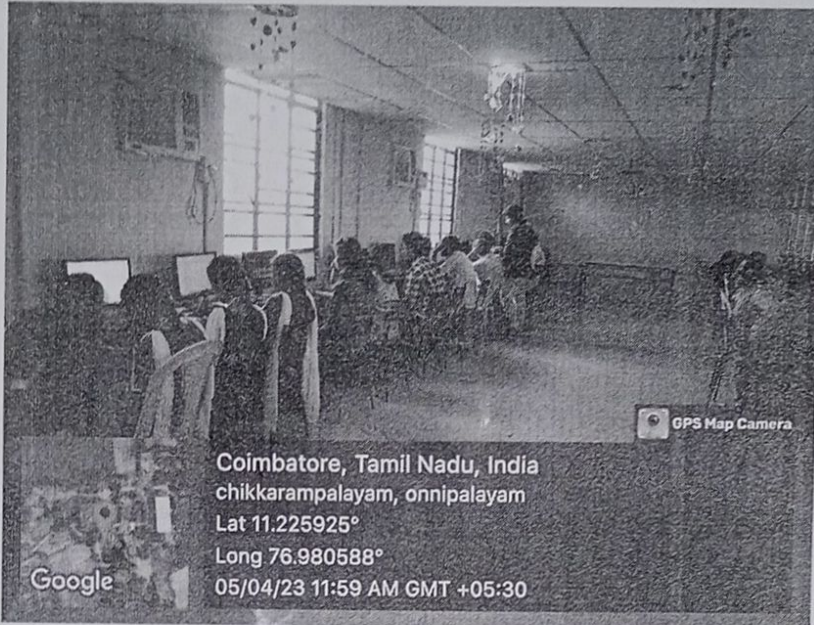 GPS Map Camera
Coimbatore, Tamil Nadu, India
chikkarampalayam, onnipalayam
Lat 11.225925°
Long 76.980588°
05/04/23 11:59 AM GMT +05:30
Google